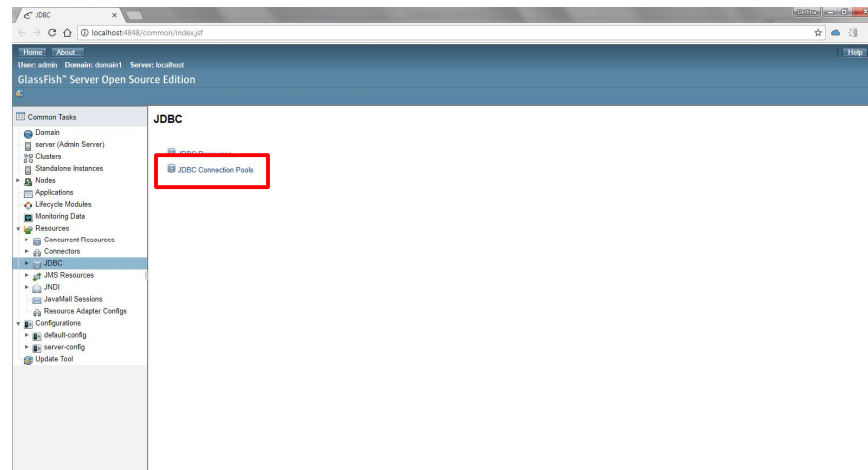 JDBC
localhost:4848/common/index.jsf
Home About...
Help
User: admin Domain: domain1 Server: localhost
GlassFish™ Server Open Source Edition
Common Tasks
Domain
server (Admin Server)
Clusters
Standalone Instances
Nodes
Applications
Lifecycle Modules
Monitoring Data
Resources
Concurrent Resources
Connectors
JDBC
JMS Resources
JNDI
JavaMail Sessions
Resource Adapter Configs
Configurations
default-config
server-config
Update Tool
JDBC
JDBC Resources
JDBC Connection Pools